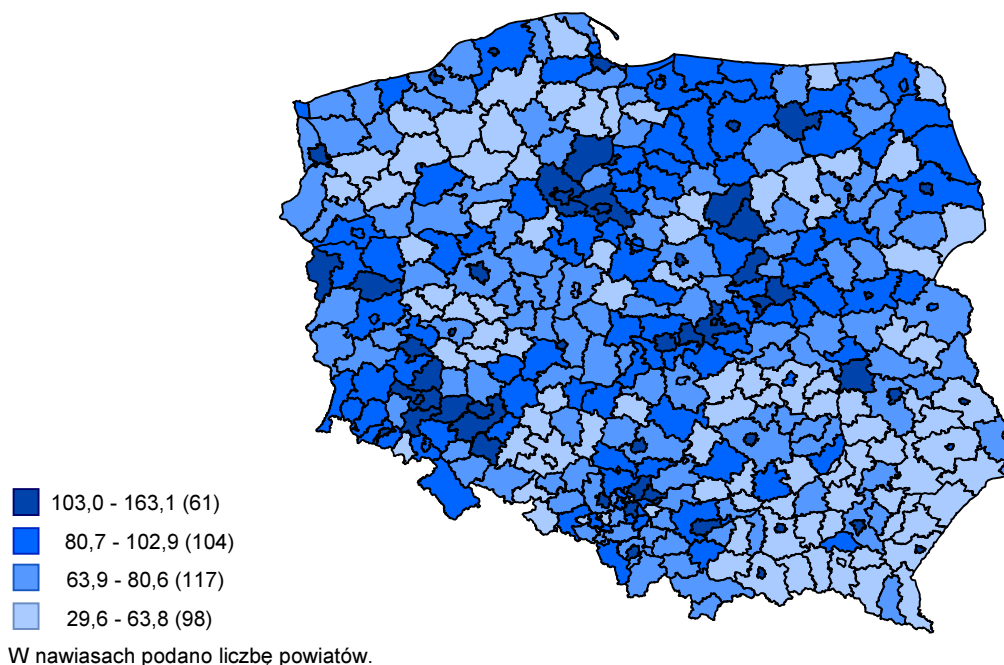 103,0 - 163,1 (61)
80,7 - 102,9 (104)
63,9 - 80,6 (117)
29,6 - 63,8 (98)
W nawiasach podano liczbę powiatów.